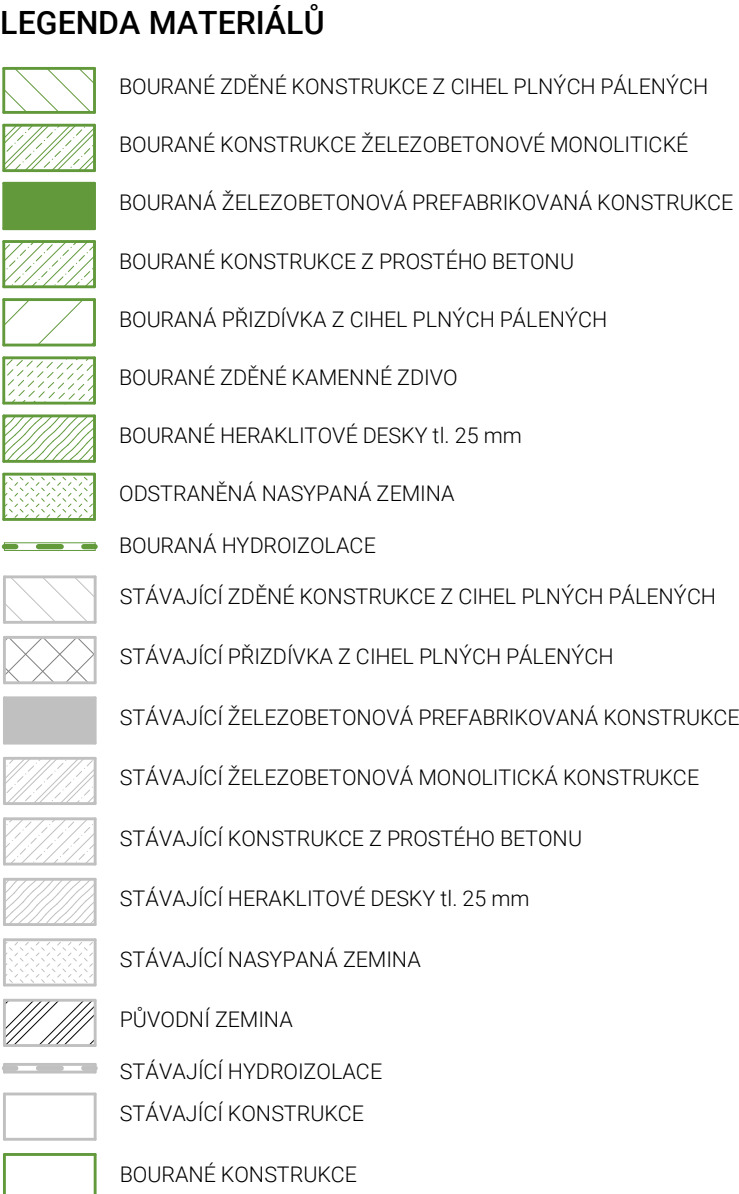 LEGENDA MATERIÁLŮ
BOURANÉ ZDĚNÉ KONSTRUKCE Z CIHEL PLNÝCH PÁLENÝCH
BOURANÉ KONSTRUKCE ŽELEZOBETONOVÉ MONOLITICKÉ
BOURANÁ ŽELEZOBETONOVÁ PREFABRIKOVANÁ KONSTRUKCE
BOURANÉ KONSTRUKCE Z PROSTÉHO BETONU
BOURANÁ PŘIZDÍVKA Z CIHEL PLNÝCH PÁLENÝCH
BOURANÉ ZDĚNÉ KAMENNÉ ZDIVO
BOURANÉ HERAKLITOVÉ DESKY tl. 25 mm
ODSTRANĚNÁ NASYPANÁ ZEMINA
BOURANÁ HYDROIZOLACE
STÁVAJÍCÍ ZDĚNÉ KONSTRUKCE Z CIHEL PLNÝCH PÁLENÝCH
STÁVAJÍCÍ PŘIZDÍVKA Z CIHEL PLNÝCH PÁLENÝCH
STÁVAJÍCÍ ŽELEZOBETONOVÁ PREFABRIKOVANÁ KONSTRUKCE
STÁVAJÍCÍ ŽELEZOBETONOVÁ MONOLITICKÁ KONSTRUKCE
STÁVAJÍCÍ KONSTRUKCE Z PROSTÉHO BETONU
STÁVAJÍCÍ HERAKLITOVÉ DESKY tl. 25 mm
STÁVAJÍCÍ NASYPANÁ ZEMINA
PŮVODNÍ ZEMINA
STÁVAJÍCÍ HYDROIZOLACE
STÁVAJÍCÍ KONSTRUKCE
BOURANÉ KONSTRUKCE